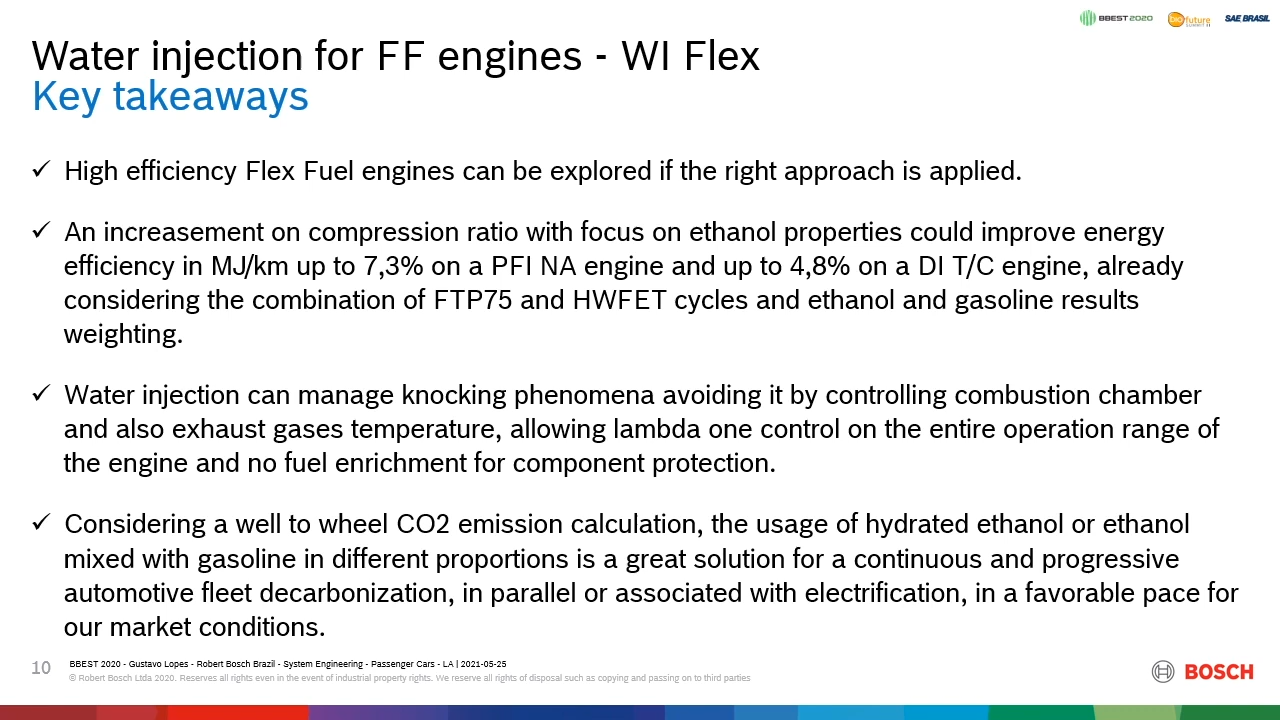 BBEST 2020 biofuture SUMMIT II SAE BRASIL
Water injection for FF engines - WI Flex
Key takeaways
✓ High efficiency Flex Fuel engines can be explored if the right approach is applied.
✓ An increasement on compression ratio with focus on ethanol properties could improve energy
efficiency in MJ/km up to 7,3% on a PFI NA engine and up to 4,8% on a DI T/C engine, already
considering the combination of FTP75 and HWFET cycles and ethanol and gasoline results
weighting.
✓ Water injection can manage knocking phenomena avoiding it by controlling combustion chamber
and also exhaust gases temperature, allowing lambda one control on the entire operation range of
the engine and no fuel enrichment for component protection.
✓ Considering a well to wheel CO2 emission calculation, the usage of hydrated ethanol or ethanol
mixed with gasoline in different proportions is a great solution for a continuous and progressive
automotive fleet decarbonization, in parallel or associated with electrification, in a favorable pace for
our market conditions.
10 BBEST 2020 - Gustavo Lopes - Robert Bosch Brazil - System Engineering - Passenger Cars - LA | 2021-05-25
© Robert Bosch Ltda 2020. Reserves all rights even in the event of industrial property rights. We reserve all rights of disposal such as copying and passing on to third parties
BOSCH